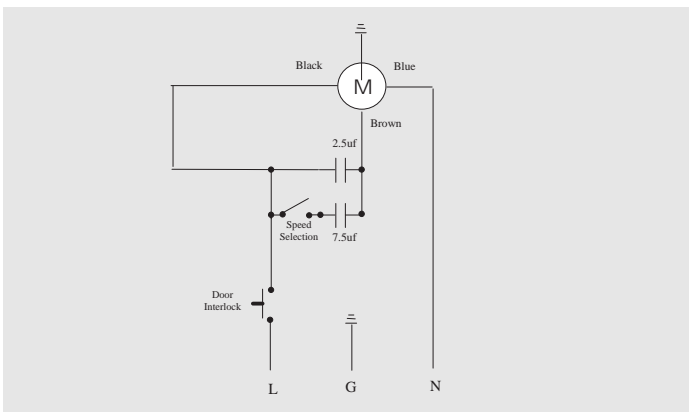 Black
Blue
M
Brown
2.5uf
Speed
Selection
7.5uf
Door
Interlock
L
G
N